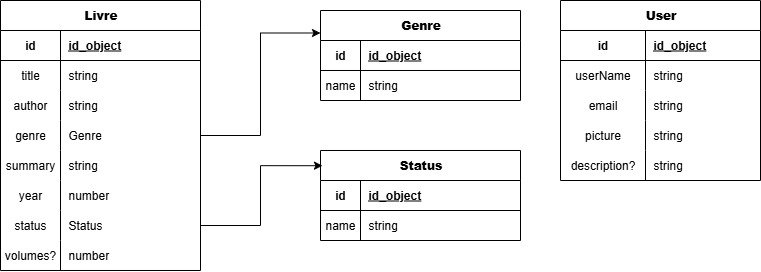 Livre
id id_object
title string
author string
genre Genre
summary string
year number
status Status
volumes? number
Genre
id id_object
name string
Status
id id_object
name string
User
id id_object
userName string
email string
picture string
description? string